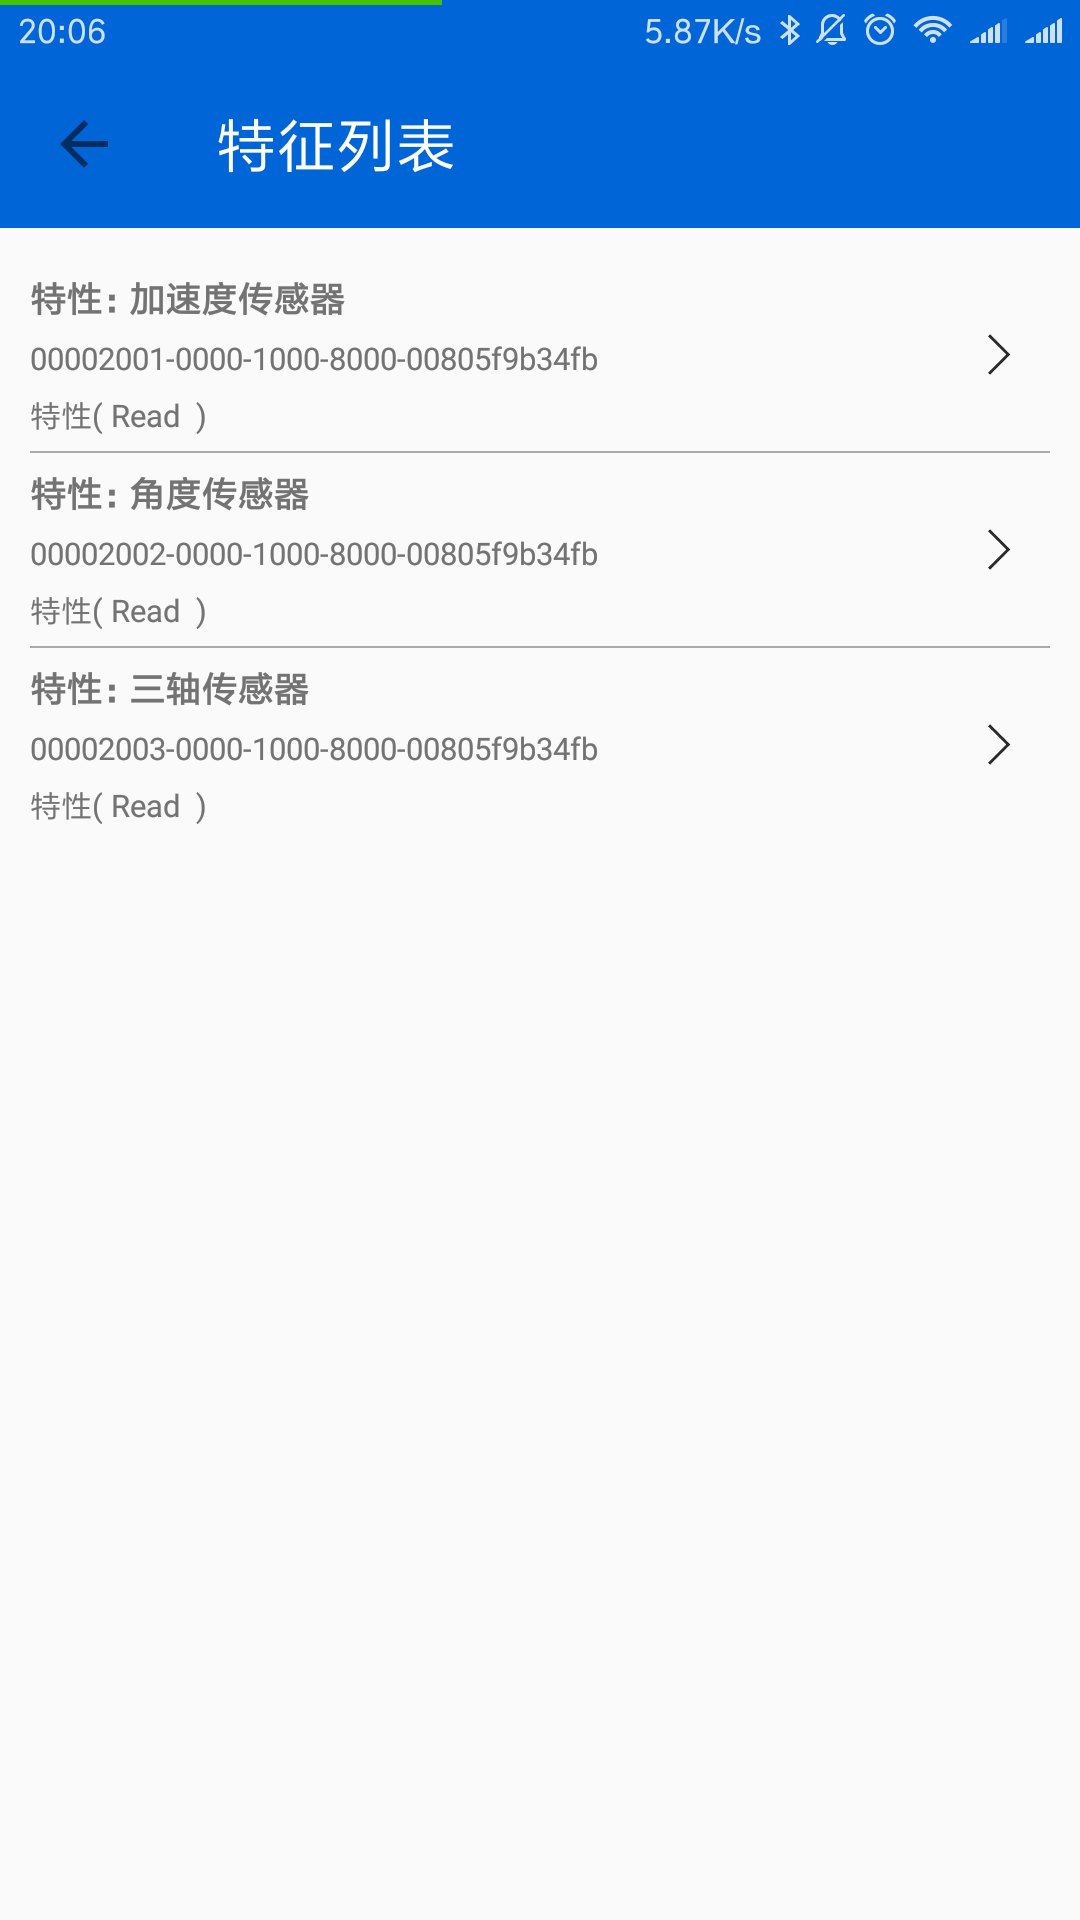 20:06 5.87K/s
特征列表
特性: 加速度传感器
00002001-0000-1000-8000-00805f9b34fb
特性( Read  )
特性: 角度传感器
00002002-0000-1000-8000-00805f9b34fb
特性( Read  )
特性: 三轴传感器
00002003-0000-1000-8000-00805f9b34fb
特性( Read  )